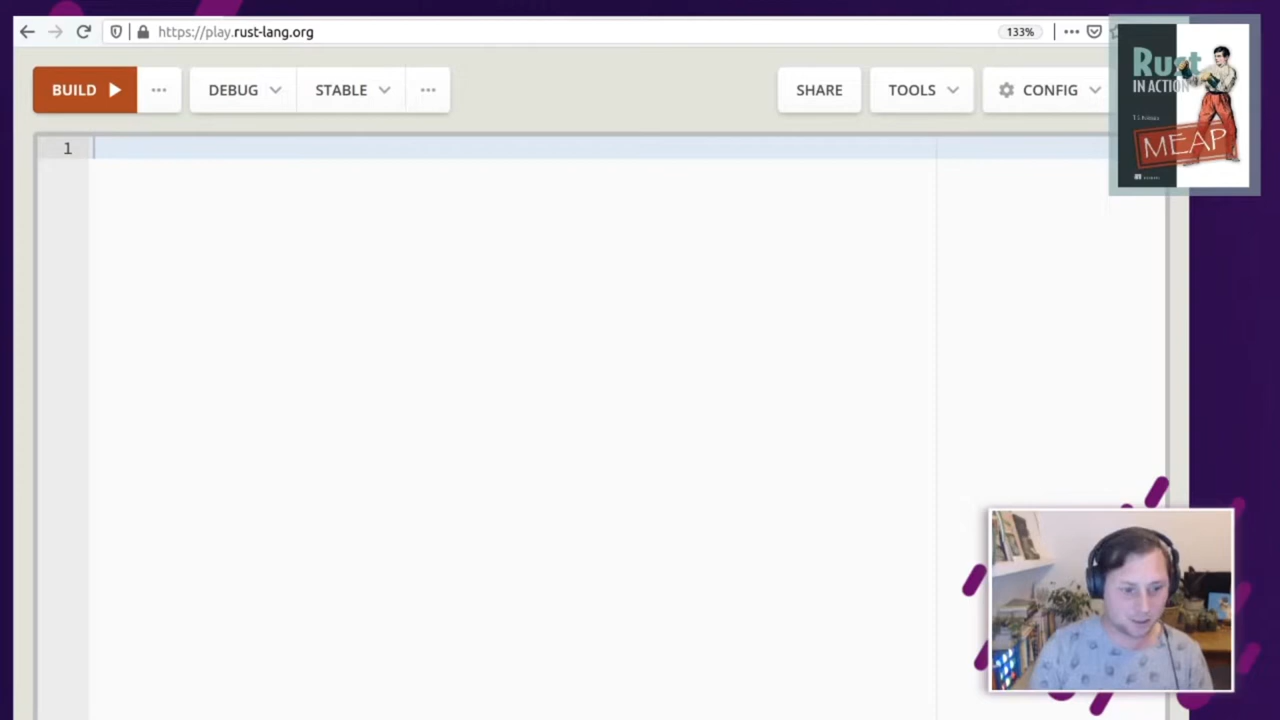 https://play.rust-lang.org
133%
BUILD
DEBUG
STABLE
SHARE
TOOLS
CONFIG
1
Rust
IN ACTION
MEAP